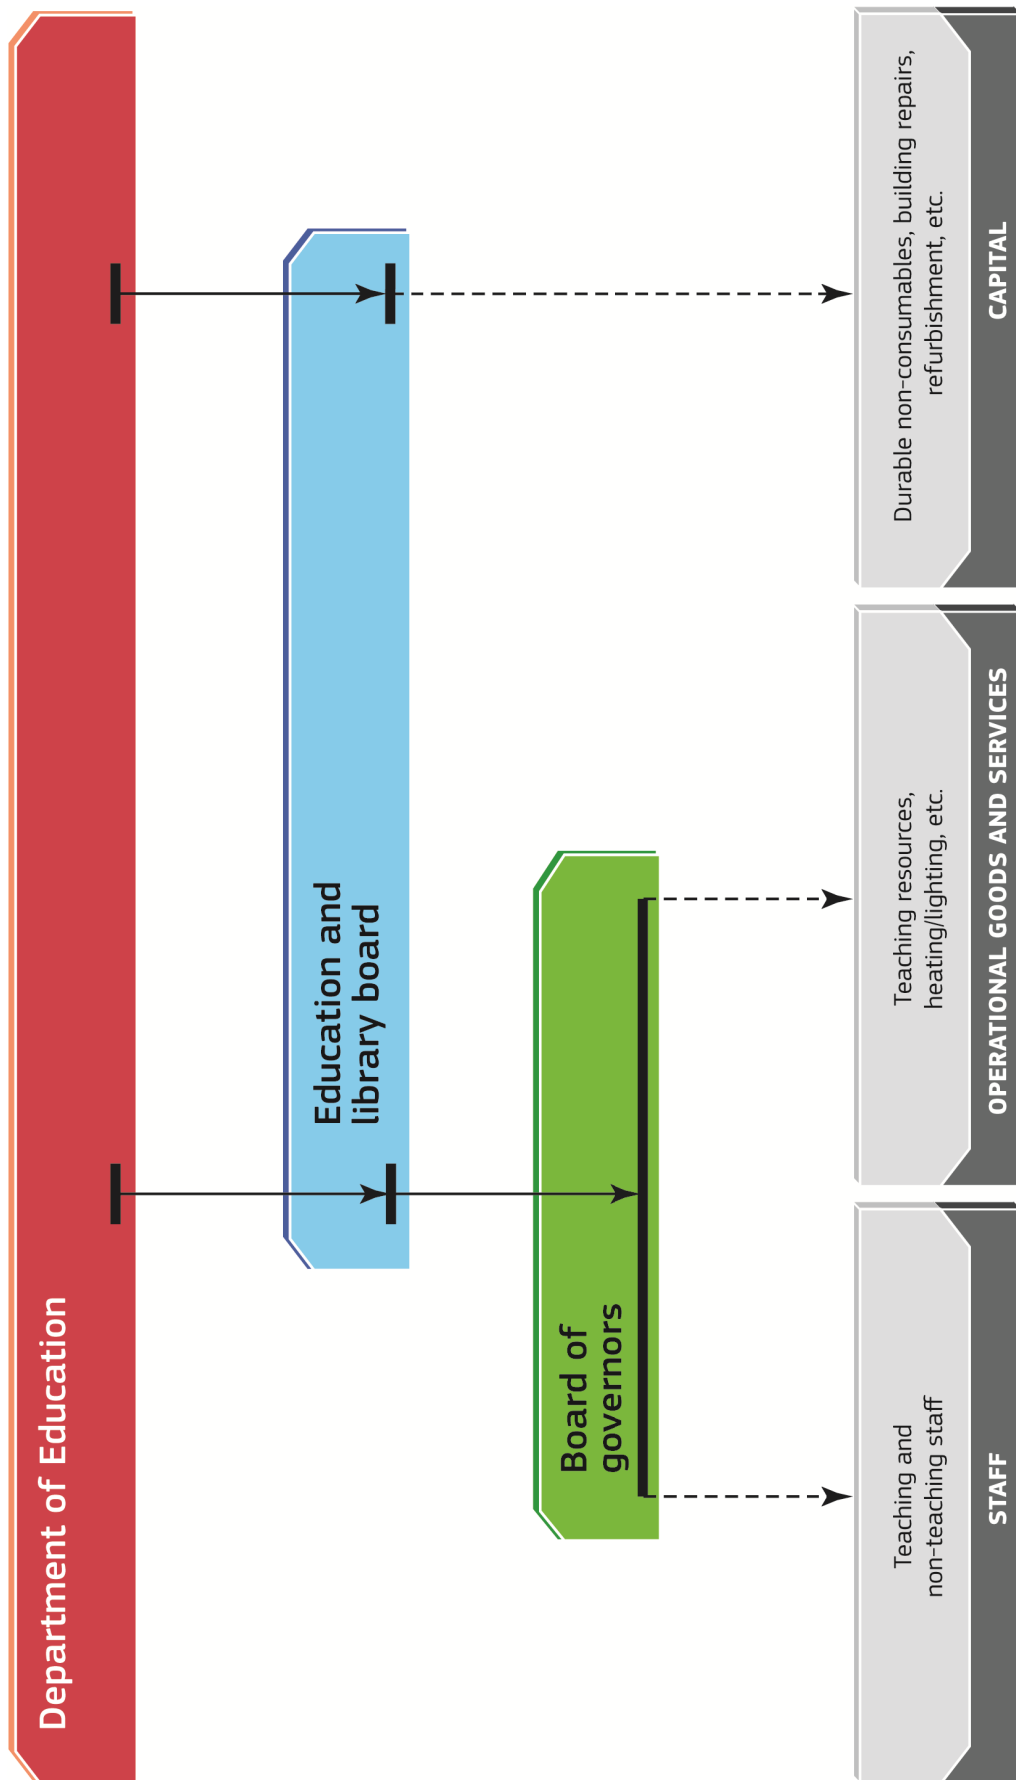 Department of Education
Education and
library board
Board of
governors
Teaching and
non-teaching staff
STAFF
Teaching resources,
heating/lighting, etc.
OPERATIONAL GOODS AND SERVICES
Durable non-consumables, building repairs,
refurbishment, etc.
CAPITAL